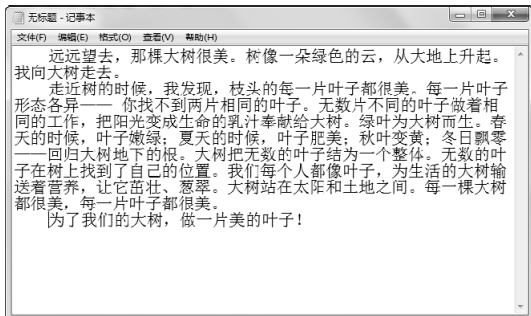 无标题 - 记事本
文件(F) 编辑(E) 格式(O) 查看(V) 帮助(H)
远远望去，那棵大树很美。树像一朵绿色的云，从大地上升起。
我向大树走去。
走近树的时候，我发现，枝头的每一片叶子都很美。每一片叶子
形态各异—— 你找不到两片相同的叶子。无数片不同的叶子做着相
同的工作，把阳光变成生命的乳汁奉献给大树。绿叶为大树而生。春
天的时候，叶子嫩绿；夏天的时候，叶子肥美；秋叶变黄；冬日飘零
——回归大树地下的根。大树把无数的叶子结为一个整体。无数的叶
子在树上找到了自己的位置。我们每个人都像叶子，为生活的大树输
送着营养，让它茁壮、葱翠。大树站在太阳和土地之间。每一棵大树
都很美，每一片叶子都很美。
为了我们的大树，做一片美的叶子！